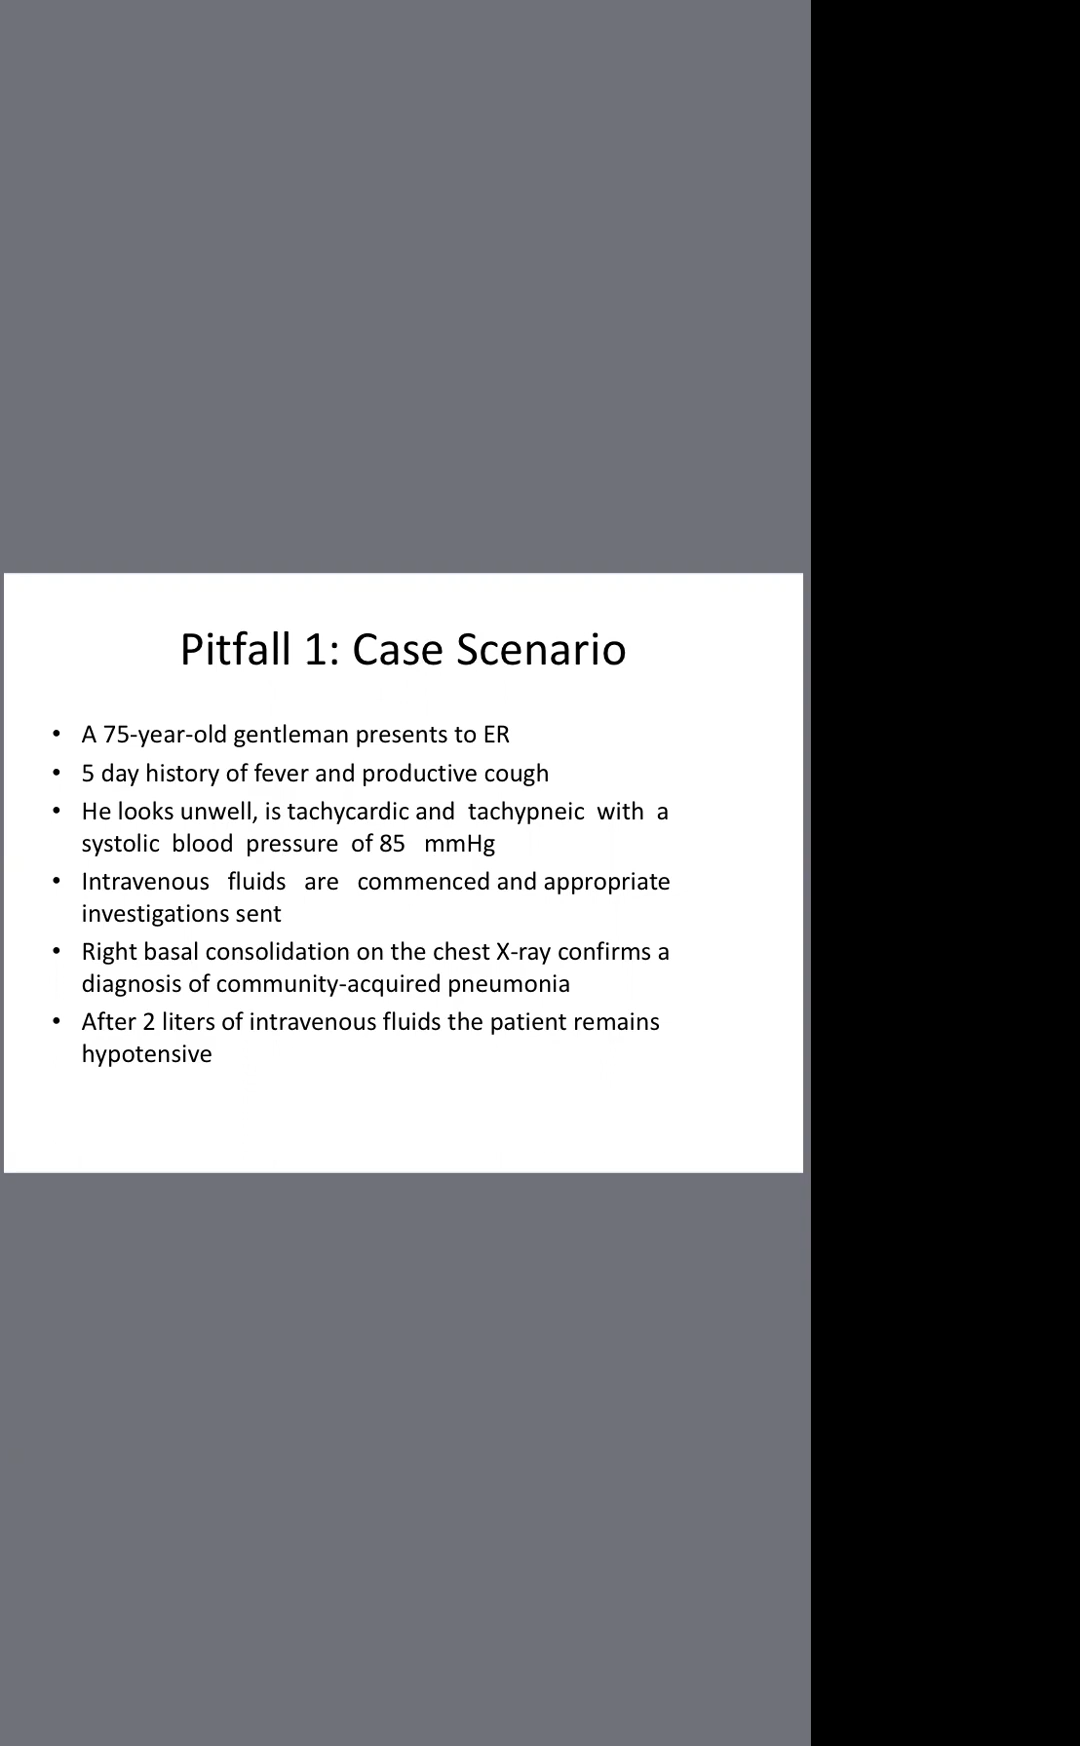 Pitfall 1: Case Scenario
• A 75-year-old gentleman presents to ER
• 5 day history of fever and productive cough
• He looks unwell, is tachycardic and tachypneic with a
systolic blood pressure of 85 mmHg
• Intravenous fluids are commenced and appropriate
investigations sent
• Right basal consolidation on the chest X-ray confirms a
diagnosis of community-acquired pneumonia
• After 2 liters of intravenous fluids the patient remains
hypotensive